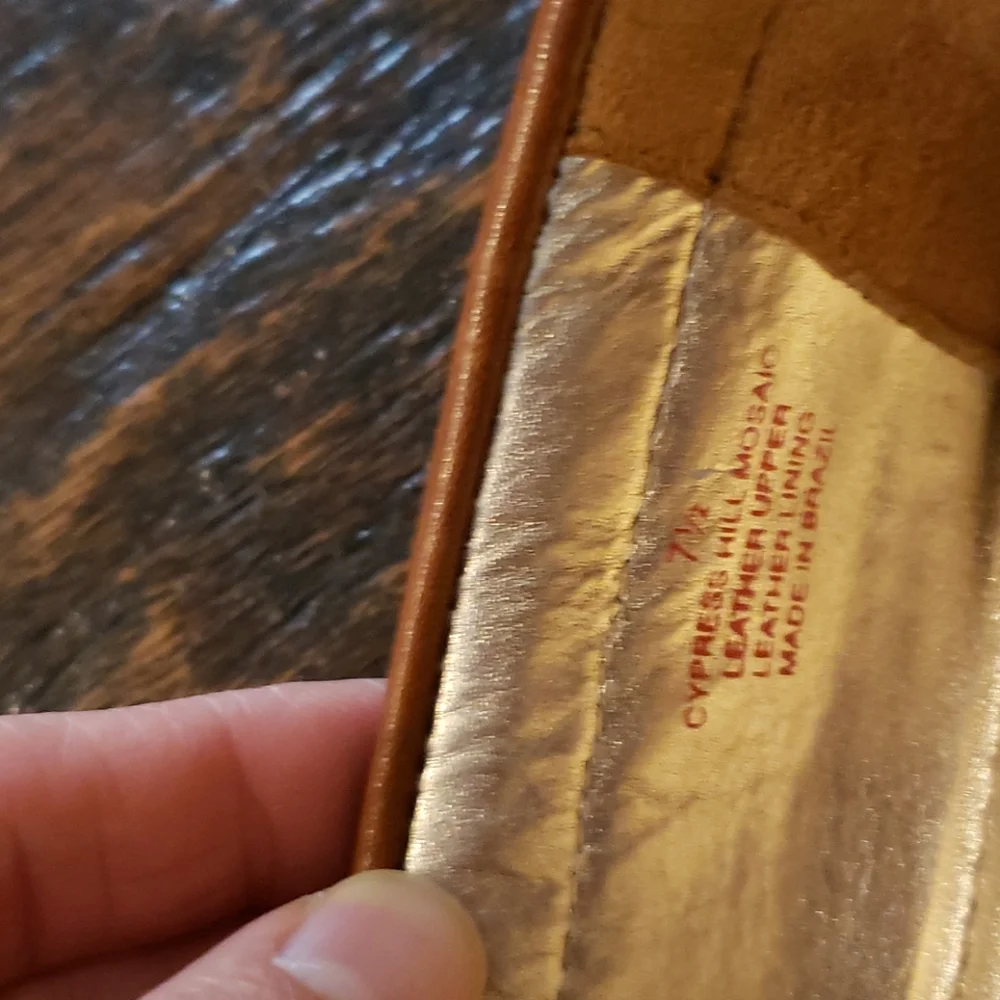 7½
CYPRESS HILL MOSAIC
LEATHER UPPER
LEATHER LINING
MADE IN BRAZIL